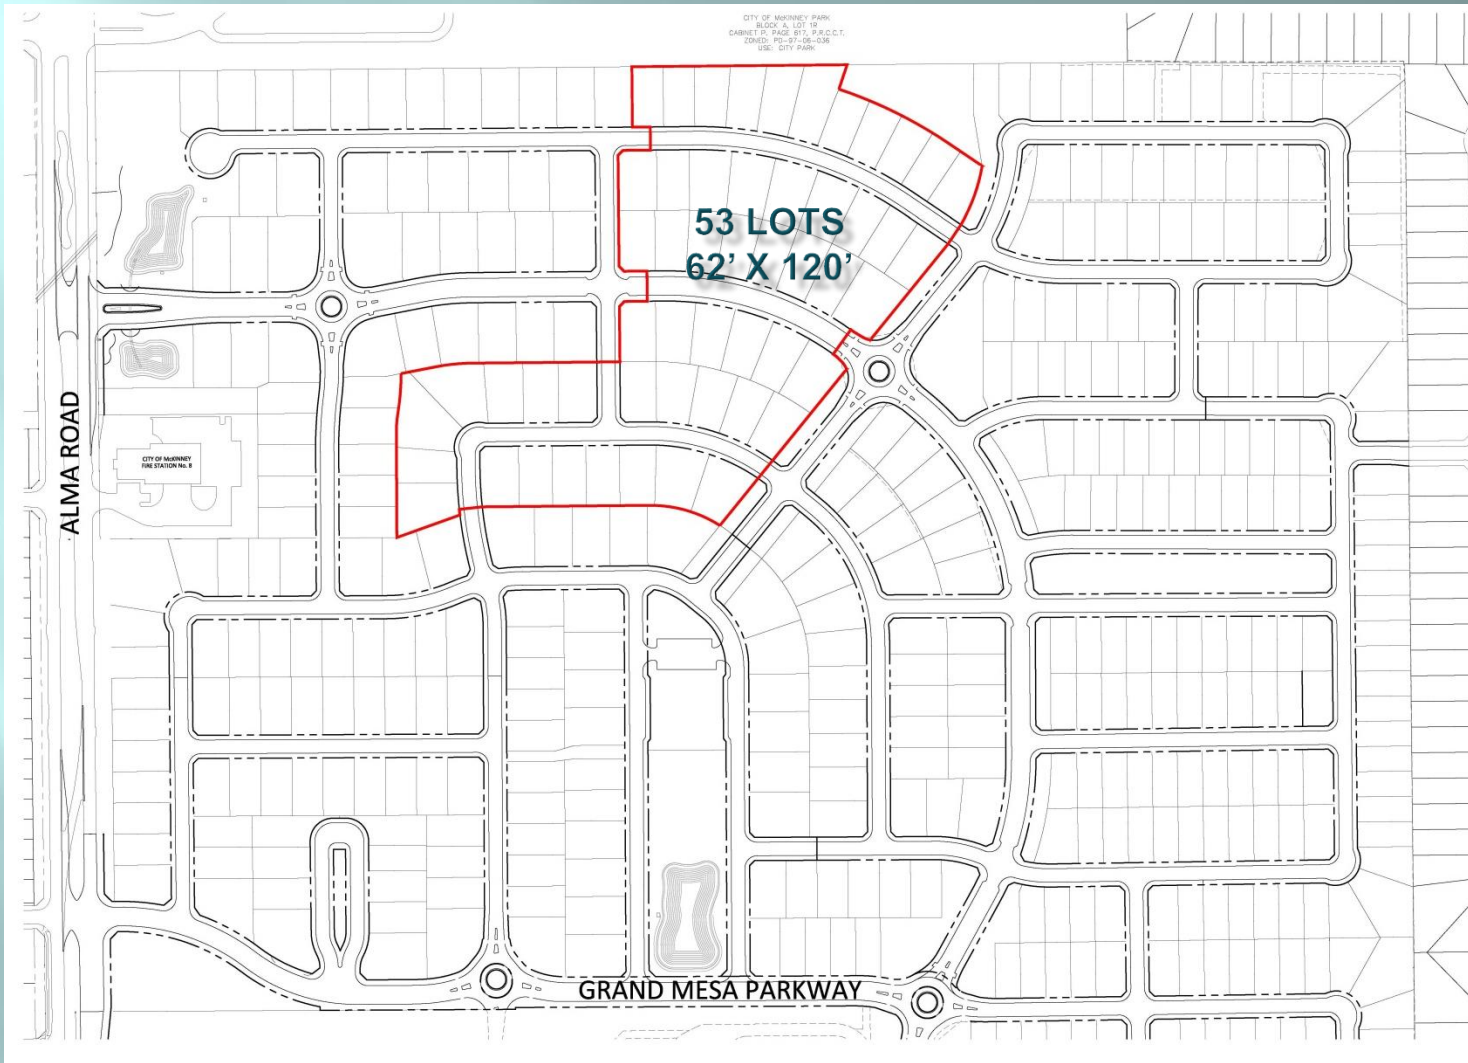 CITY OF McKINNEY PARK
BLOCK A, LOT 1R
CABINET P, PAGE 617, P.R.C.C.T.
ZONED: PD-97-06-036
USE: CITY PARK
53 LOTS
62' X 120'
ALMA ROAD
CITY OF McKINNEY
FIRE STATION No. 8
GRAND MESA PARKWAY